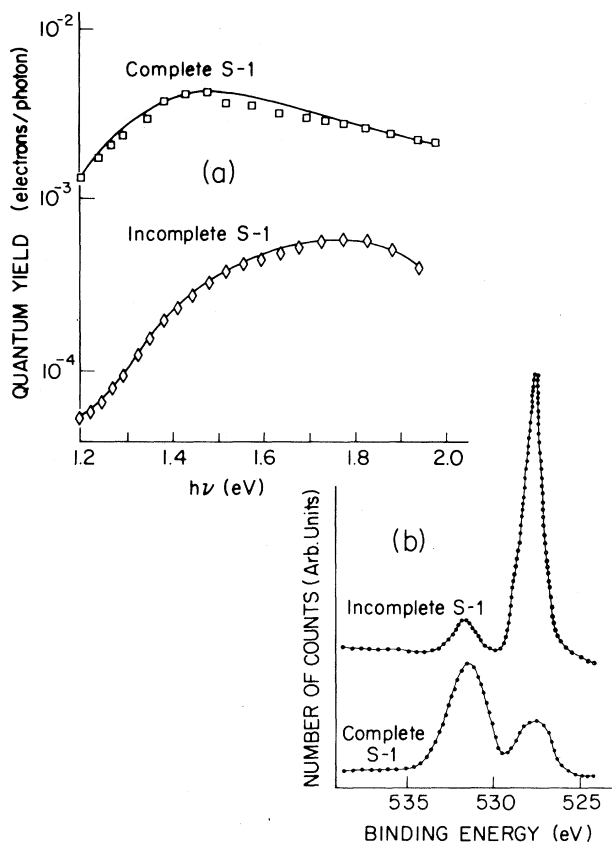 10⁻²
Complete S-1
(a)
10⁻³
Incomplete S-1
10⁻⁴
QUANTUM YIELD (electrons/photon)
1.2 1.4 1.6 1.8 2.0
hν (eV)
(b)
Incomplete S-1
Complete
S-1
NUMBER OF COUNTS (Arb. Units)
535 530 525
BINDING ENERGY (eV)